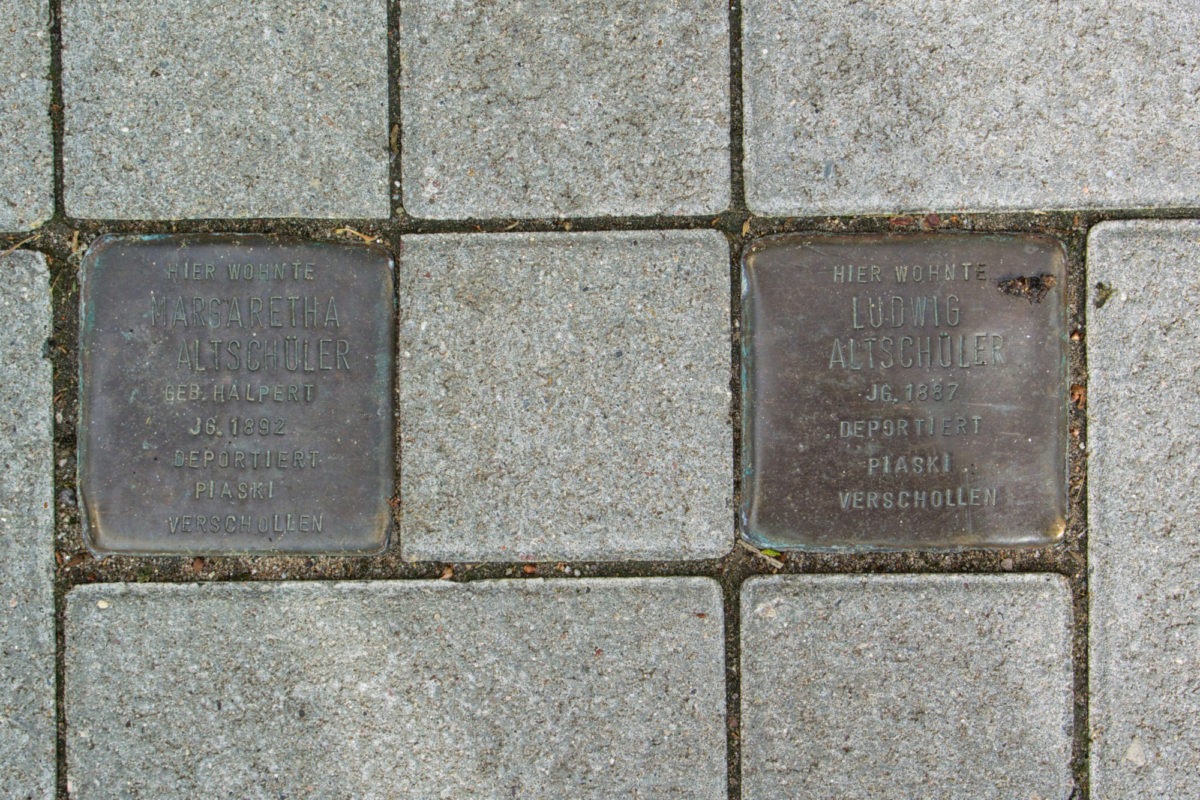 HIER WOHNTE
MARGARETHA
ALTSCHÜLER
GEB. HALPERT
JG. 1892
DEPORTIERT
PIASKI
VERSCHOLLEN
HIER WOHNTE
LUDWIG
ALTSCHÜLER
JG. 1887
DEPORTIERT
PIASKI
VERSCHOLLEN